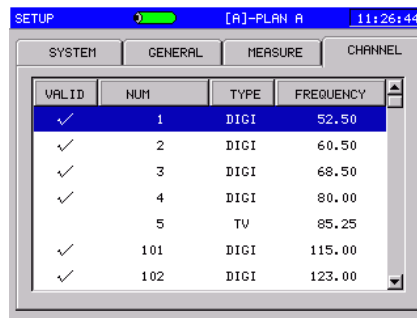 SETUP [A]-PLAN A 11:26:44
SYSTEM GENERAL MEASURE CHANNEL
VALID NUM TYPE FREQUENCY
✓ 1 DIGI 52.50
✓ 2 DIGI 60.50
✓ 3 DIGI 68.50
✓ 4 DIGI 80.00
5 TV 85.25
✓ 101 DIGI 115.00
✓ 102 DIGI 123.00